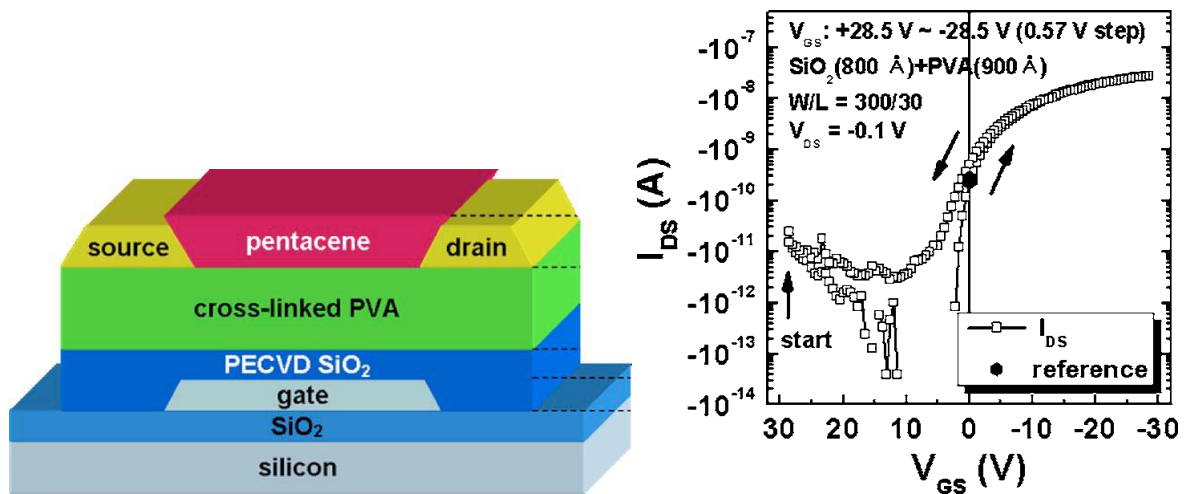 source
pentacene
drain
cross-linked PVA
PECVD SiO₂
gate
SiO₂
silicon
V_GS: +28.5 V ~ -28.5 V (0.57 V step)
SiO₂(800 Å)+PVA(900 Å)
W/L = 300/30
V_DS = -0.1 V
-10⁻⁷
-10⁻⁸
-10⁻⁹
-10⁻¹⁰
-10⁻¹¹
-10⁻¹²
-10⁻¹³
-10⁻¹⁴
I_DS (A)
start
I_DS
reference
30 20 10 0 -10 -20 -30
V_GS (V)